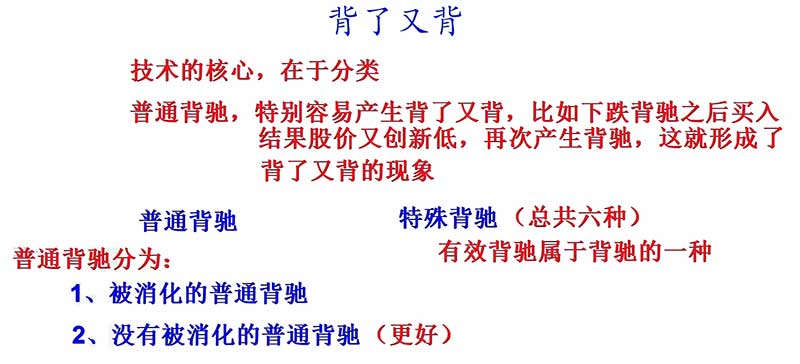 背了又背
技术的核心，在于分类
普通背驰，特别容易产生背了又背，比如下跌背驰之后买入
结果股价又创新低，再次产生背驰，这就形成了
背了又背的现象
普通背驰 特殊背驰（总共六种）
有效背驰属于背驰的一种
普通背驰分为：
1、被消化的普通背驰
2、没有被消化的普通背驰（更好）